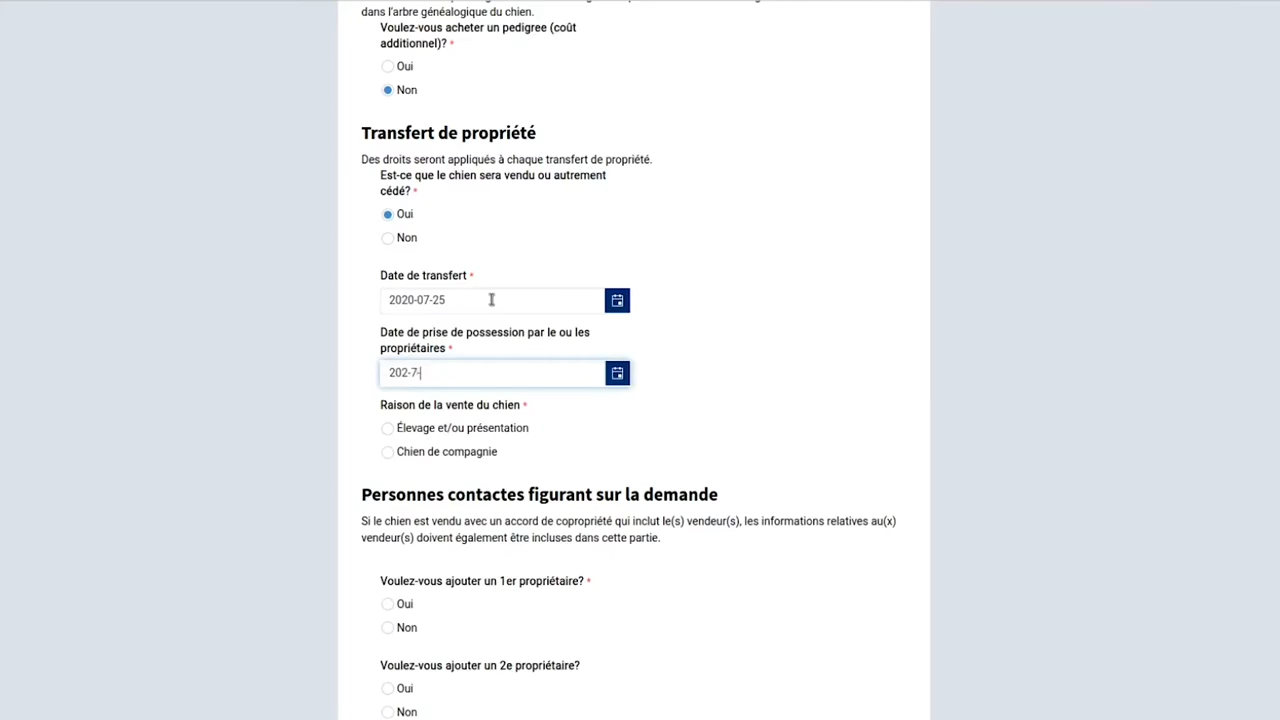 dans l'arbre généalogique du chien.
Voulez-vous acheter un pedigree (coût
additionnel)? *
Oui
Non
Transfert de propriété
Des droits seront appliqués à chaque transfert de propriété.
Est-ce que le chien sera vendu ou autrement
cédé? *
Oui
Non
Date de transfert *
2020-07-25
Date de prise de possession par le ou les
propriétaires *
202-7-
Raison de la vente du chien *
Élevage et/ou présentation
Chien de compagnie
Personnes contactes figurant sur la demande
Si le chien est vendu avec un accord de copropriété qui inclut le(s) vendeur(s), les informations relatives au(x)
vendeur(s) doivent également être incluses dans cette partie.
Voulez-vous ajouter un 1er propriétaire? *
Oui
Non
Voulez-vous ajouter un 2e propriétaire?
Oui
Non